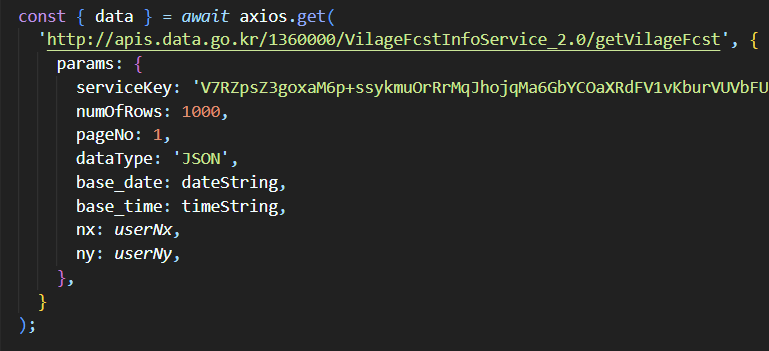 const { data } = await axios.get(
'http://apis.data.go.kr/1360000/VilageFcstInfoService_2.0/getVilageFcst', {
params: {
serviceKey: 'V7RZpsZ3goxaM6p+ssykmuOrRrMqJhojqMa6GbYCOaXRdFV1vKburVUVbFU
numOfRows: 1000,
pageNo: 1,
dataType: 'JSON',
base_date: dateString,
base_time: timeString,
nx: userNx,
ny: userNy,
},
}
);